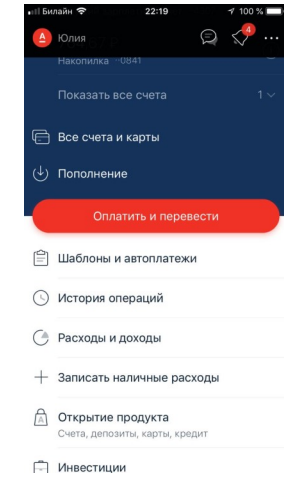 Билайн 22:19 100 %
А Юлия 4
Накопилка ··0841
Показать все счета 1
Все счета и карты
Пополнение
Оплатить и перевести
Шаблоны и автоплатежи
История операций
Расходы и доходы
Записать наличные расходы
Открытие продукта
Счета, депозиты, карты, кредит
Инвестиции